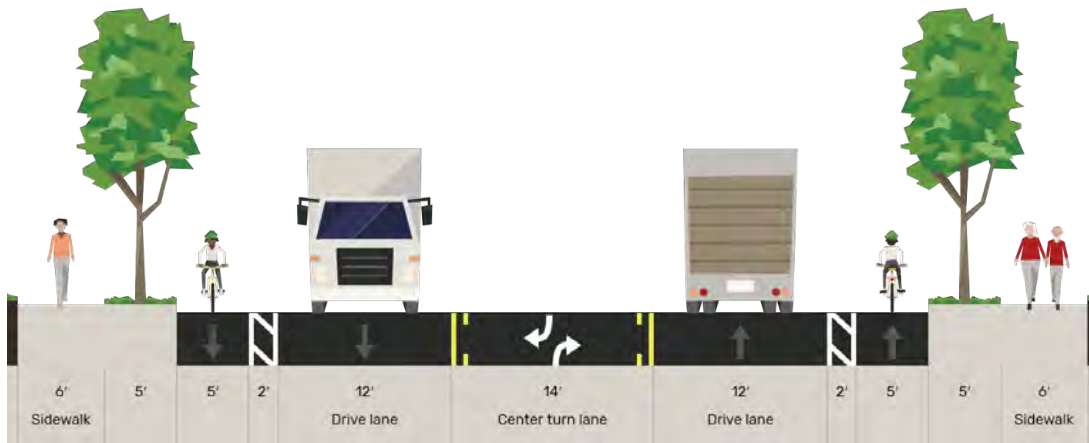 6' 5' 5' 2' 12' 14' 12' 2' 5' 5' 6'
Sidewalk Drive lane Center turn lane Drive lane Sidewalk